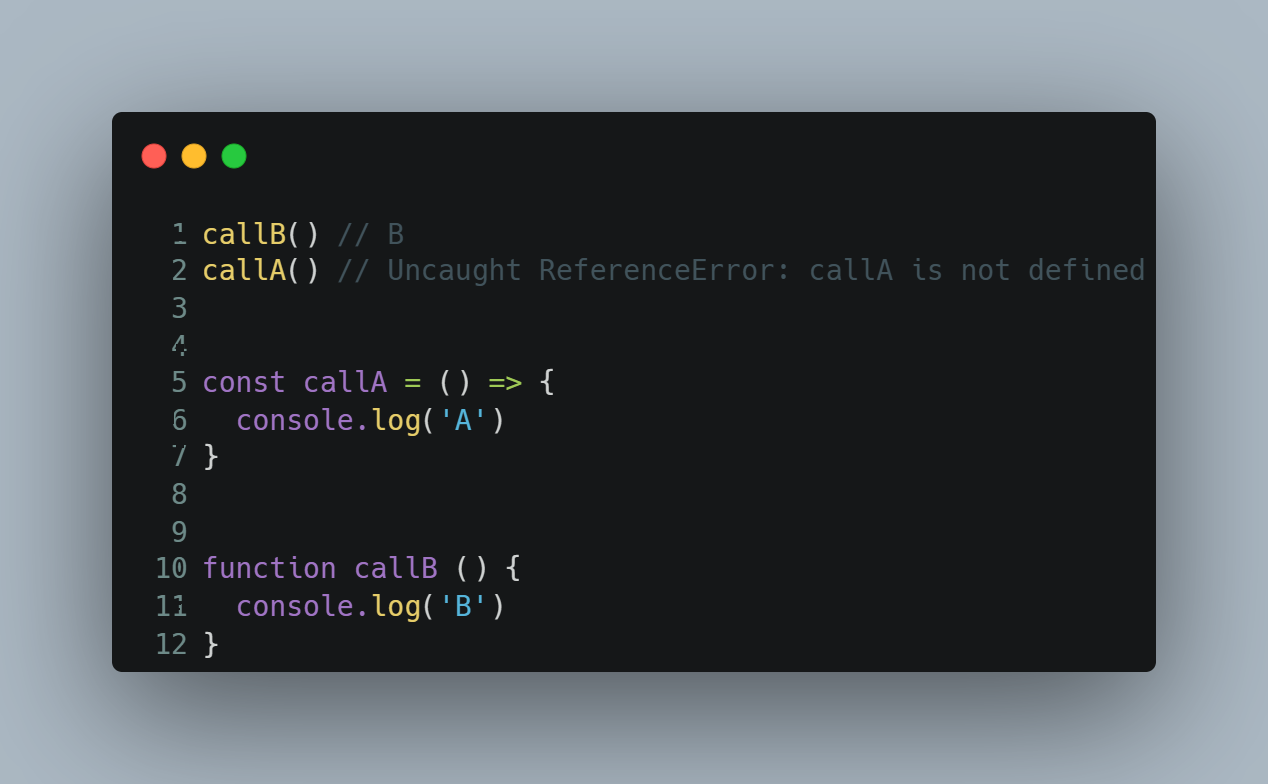 1 callB() // B
2 callA() // Uncaught ReferenceError: callA is not defined
3
4
5 const callA = () => {
6   console.log('A')
7 }
8
9
10 function callB () {
11   console.log('B')
12 }